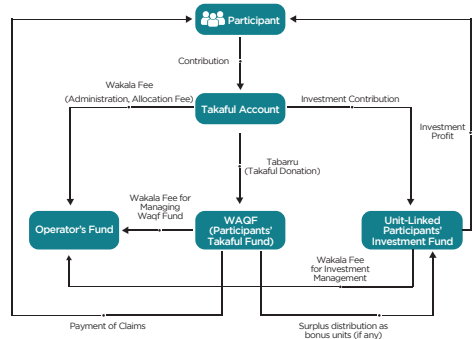 Participant
Contribution
Wakala Fee
(Administration, Allocation Fee)
Takaful Account
Investment Contribution
Investment
Profit
Tabarru
(Takaful Donation)
Wakala Fee for
Managing
Waqf Fund
Operator's Fund
WAQF
(Participants'
Takaful Fund)
Unit-Linked
Participants'
Investment Fund
Wakala Fee
for Investment
Management
Payment of Claims
Surplus distribution as
bonus units (if any)